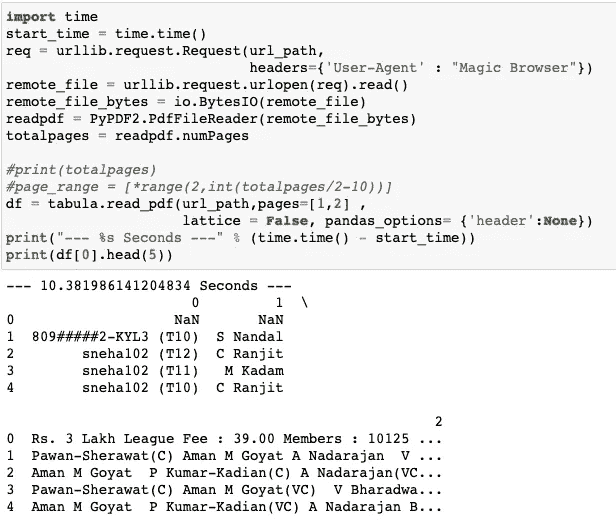 import time
start_time = time.time()
req = urllib.request.Request(url_path,
headers={'User-Agent' : "Magic Browser"})
remote_file = urllib.request.urlopen(req).read()
remote_file_bytes = io.BytesIO(remote_file)
readpdf = PyPDF2.PdfFileReader(remote_file_bytes)
totalpages = readpdf.numPages
#print(totalpages)
#page_range = [*range(2,int(totalpages/2-10))]
df = tabula.read_pdf(url_path,pages=[1,2] ,
lattice = False, pandas_options= {'header':None})
print("--- %s Seconds ---" % (time.time() - start_time))
print(df[0].head(5))
--- 10.381986141204834 Seconds ---
0 1 \
0 NaN NaN
1 809#####2-KYL3 (T10) S Nandal
2 sneha102 (T12) C Ranjit
3 sneha102 (T11) M Kadam
4 sneha102 (T10) C Ranjit
2
0 Rs. 3 Lakh League Fee : 39.00 Members : 10125 ...
1 Pawan-Sherawat(C) Aman M Goyat A Nadarajan V ...
2 Aman M Goyat P Kumar-Kadian(C) A Nadarajan(VC...
3 Pawan-Sherawat(C) Aman M Goyat(VC) V Bharadwa...
4 Aman M Goyat P Kumar-Kadian(VC) A Nadarajan B...